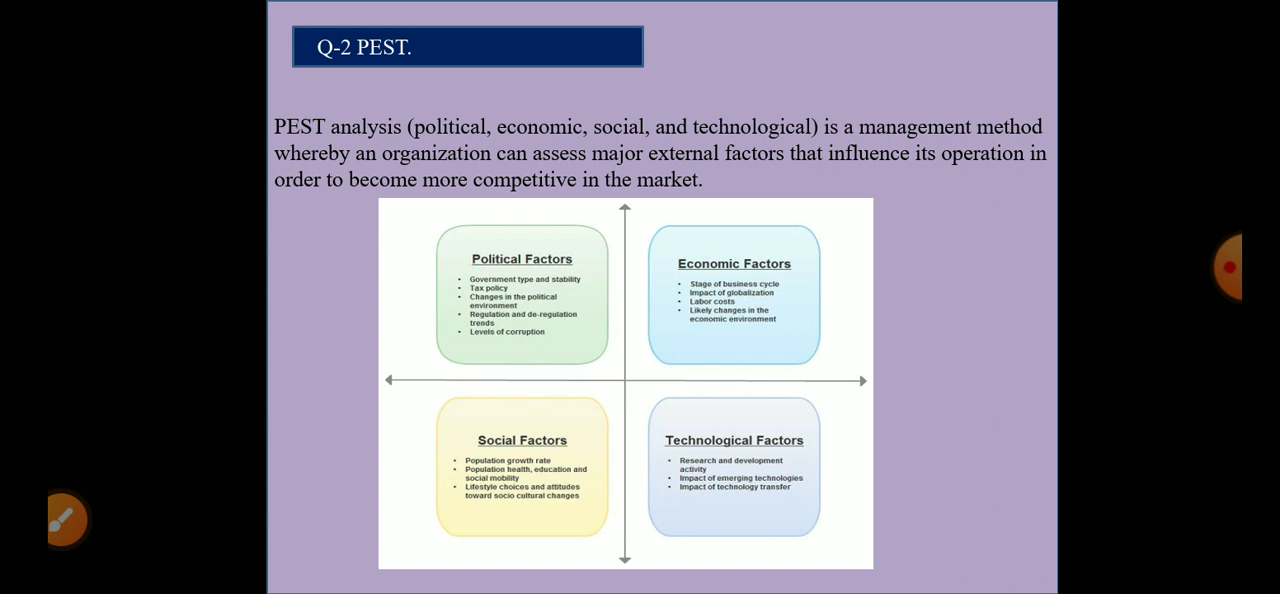 Q-2 PEST.
PEST analysis (political, economic, social, and technological) is a management method
whereby an organization can assess major external factors that influence its operation in
order to become more competitive in the market.
Political Factors
• Government type and stability
• Tax policy
• Changes in the political
environment
• Regulation and de-regulation
trends
• Levels of corruption
Economic Factors
• Stage of business cycle
• Impact of globalization
• Labor costs
• Likely changes in the
economic environment
Social Factors
• Population growth rate
• Population health, education and
social mobility
• Lifestyle choices and attitudes
toward socio cultural changes
Technological Factors
• Research and development
activity
• Impact of emerging technologies
• Impact of technology transfer